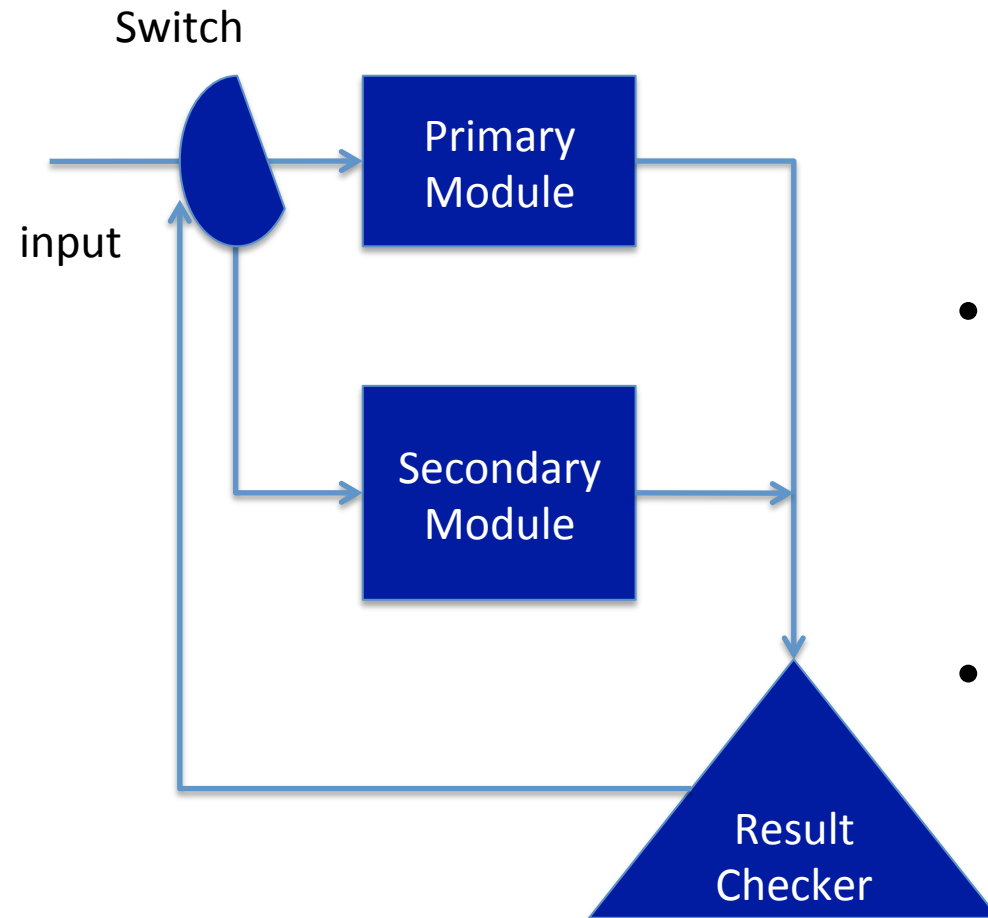 Switch
Primary
Module
input
Secondary
Module
Result
Checker